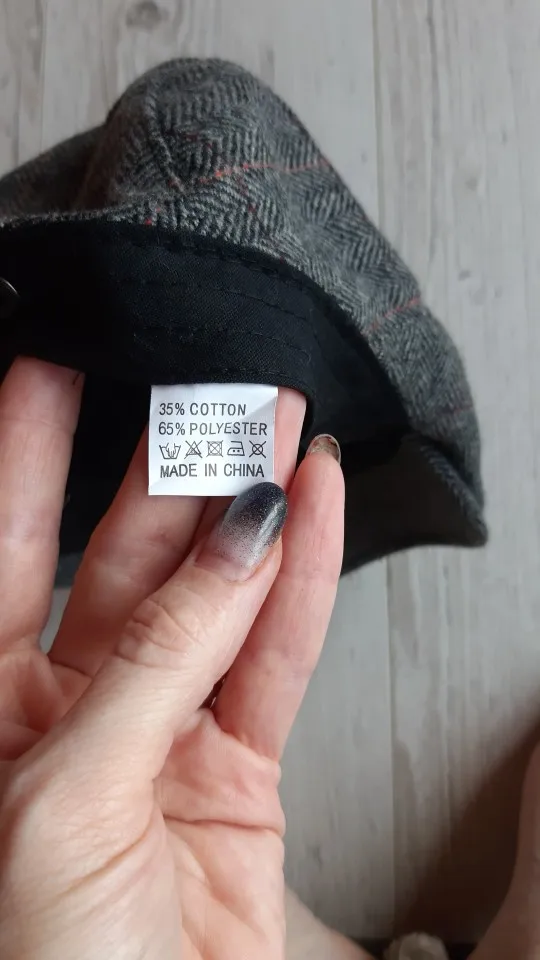 35% COTTON
65% POLYESTER
MADE IN CHINA